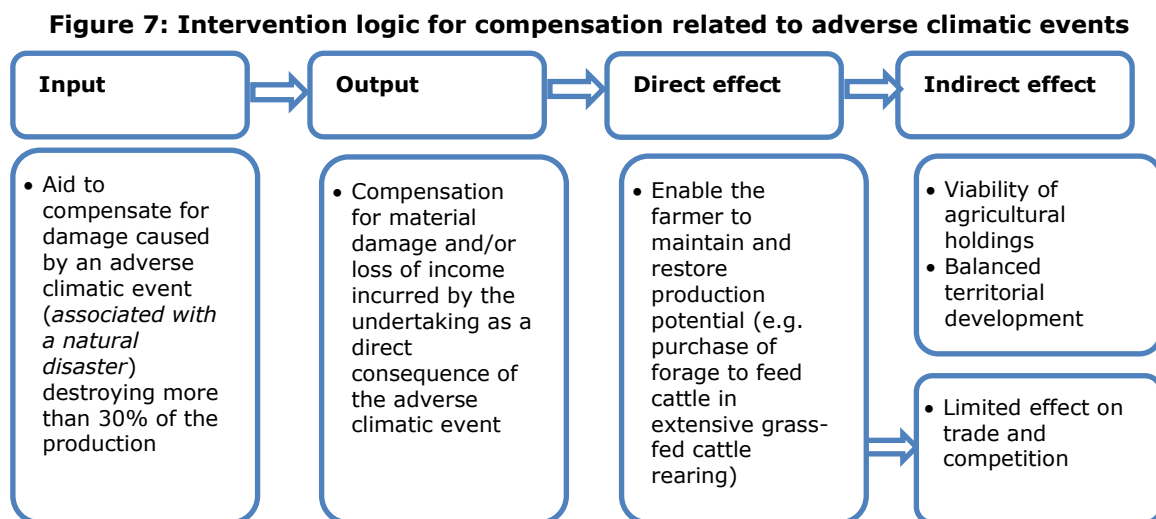 Figure 7: Intervention logic for compensation related to adverse climatic events
Input
Output
Direct effect
Indirect effect
• Aid to
compensate for
damage caused
by an adverse
climatic event
(associated with
a natural
disaster)
destroying more
than 30% of the
production
• Compensation
for material
damage and/or
loss of income
incurred by the
undertaking as a
direct
consequence of
the adverse
climatic event
• Enable the
farmer to
maintain and
restore
production
potential (e.g.
purchase of
forage to feed
cattle in
extensive grass-
fed cattle
rearing)
• Viability of
agricultural
holdings
• Balanced
territorial
development
• Limited effect on
trade and
competition